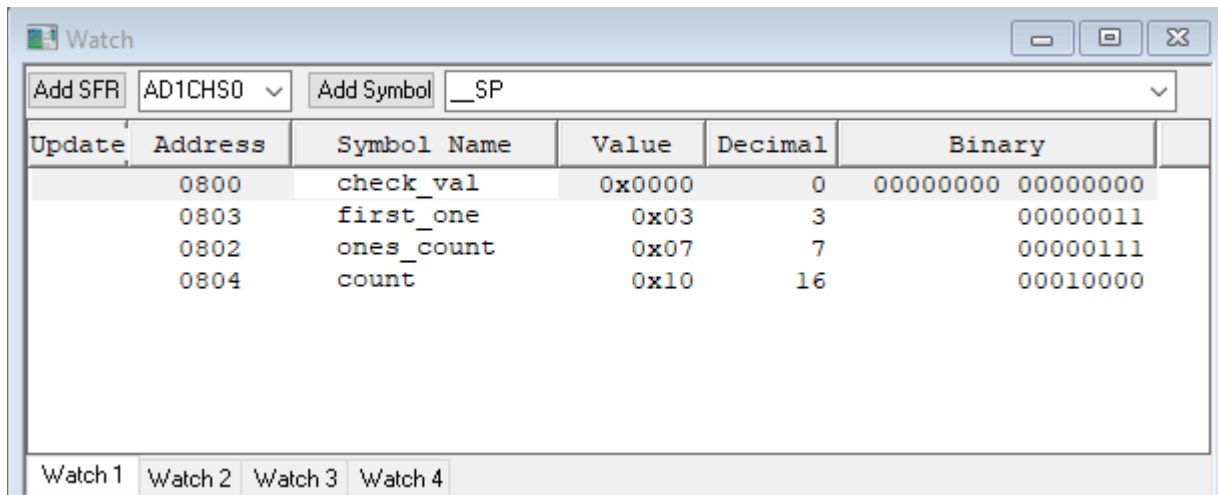 Watch
Add SFR AD1CHS0 Add Symbol __SP
Update Address Symbol Name Value Decimal Binary
0800 check_val 0x0000 0 00000000 00000000
0803 first_one 0x03 3 00000011
0802 ones_count 0x07 7 00000111
0804 count 0x10 16 00010000
Watch 1 Watch 2 Watch 3 Watch 4